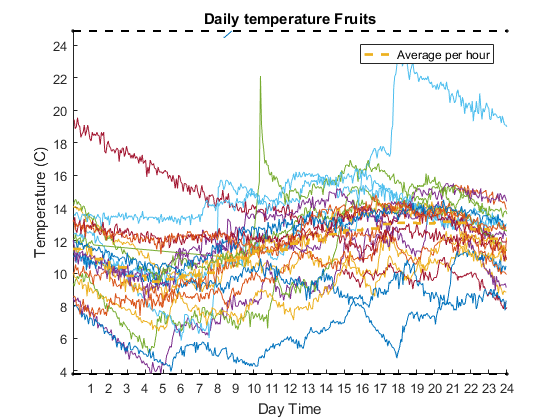 Daily temperature Fruits
Average per hour
24
22
20
18
16
14
12
10
8
6
4
Temperature (C)
1 2 3 4 5 6 7 8 9 10 11 12 13 14 15 16 17 18 19 20 21 22 23 24
Day Time